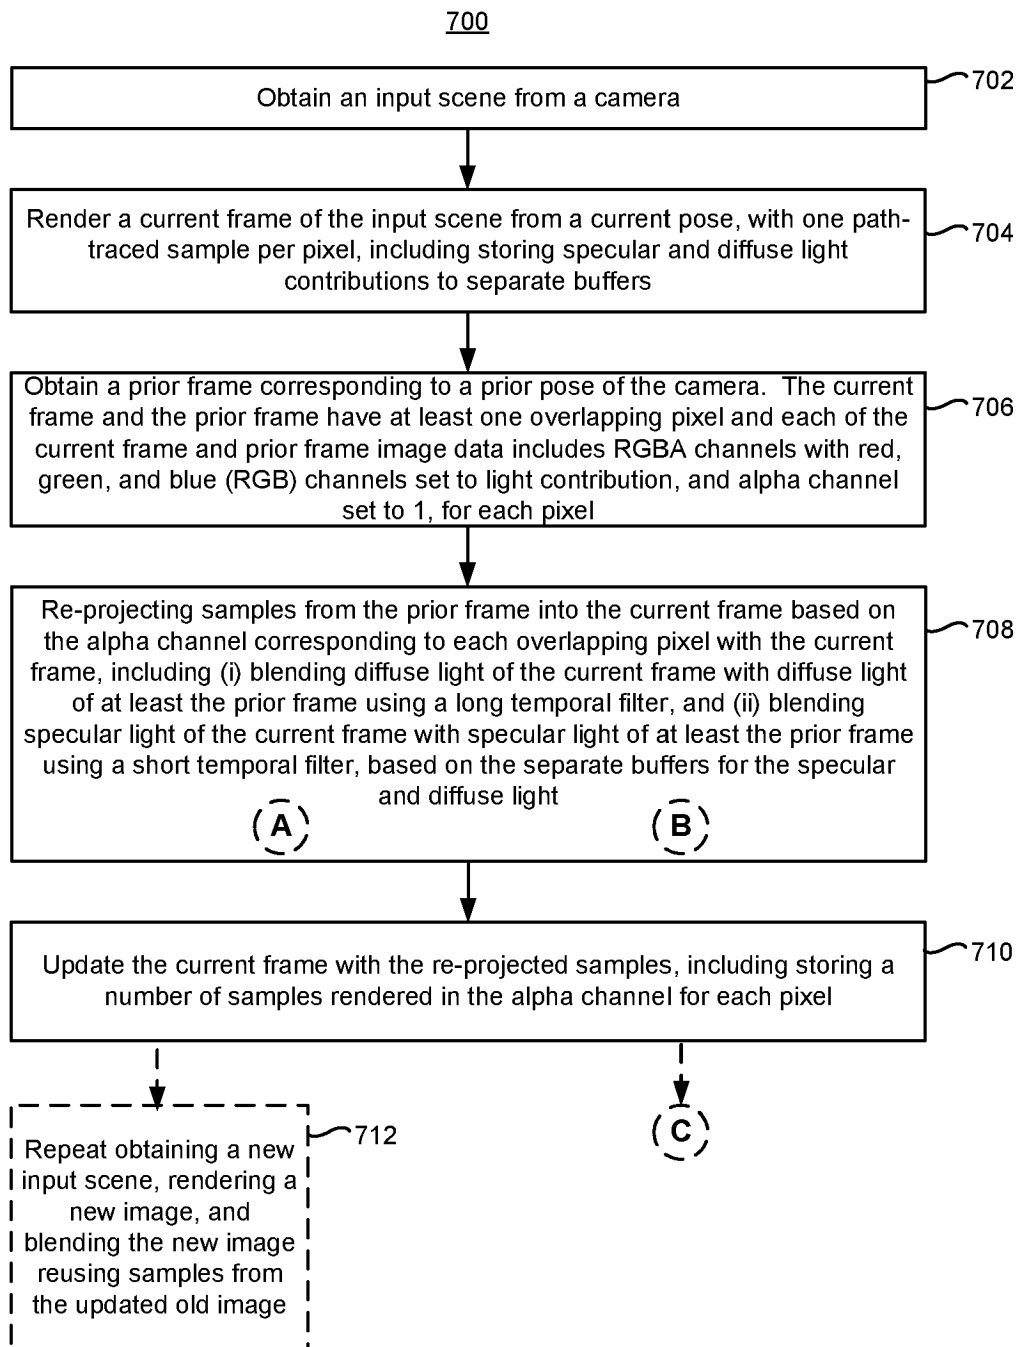 700
702
Obtain an input scene from a camera
Render a current frame of the input scene from a current pose, with one path-
traced sample per pixel, including storing specular and diffuse light
contributions to separate buffers
704
Obtain a prior frame corresponding to a prior pose of the camera.  The current
frame and the prior frame have at least one overlapping pixel and each of the
current frame and prior frame image data includes RGBA channels with red,
green, and blue (RGB) channels set to light contribution, and alpha channel
set to 1, for each pixel
706
Re-projecting samples from the prior frame into the current frame based on
the alpha channel corresponding to each overlapping pixel with the current
frame, including (i) blending diffuse light of the current frame with diffuse light
of at least the prior frame using a long temporal filter, and (ii) blending
specular light of the current frame with specular light of at least the prior frame
using a short temporal filter, based on the separate buffers for the specular
and diffuse light
708
A
B
Update the current frame with the re-projected samples, including storing a
number of samples rendered in the alpha channel for each pixel
710
Repeat obtaining a new
input scene, rendering a
new image, and
blending the new image
reusing samples from
the updated old image
712
C